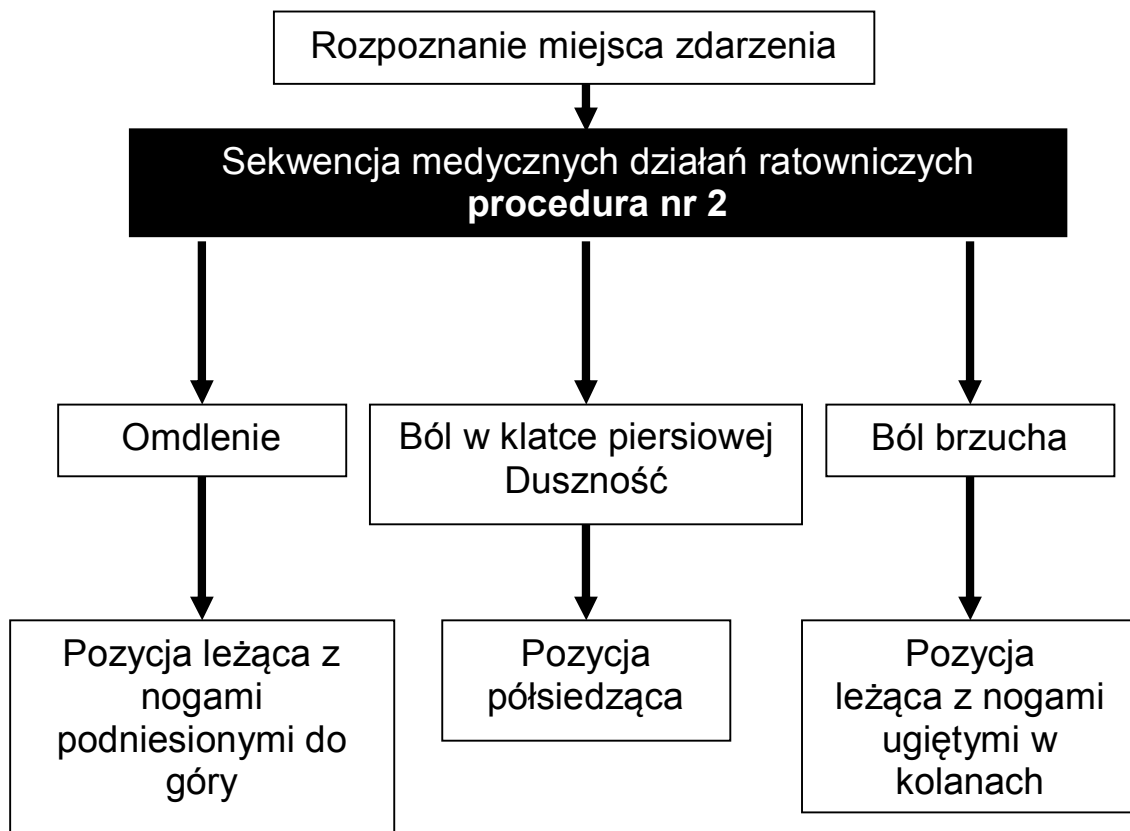 Rozpoznanie miejsca zdarzenia
Sekwencja medycznych działań ratowniczych
procedura nr 2
Omdlenie
Ból w klatce piersiowej
Duszność
Ból brzucha
Pozycja leżąca z
nogami
podniesionymi do
góry
Pozycja
półsiedząca
Pozycja
leżąca z nogami
ugiętymi w
kolanach